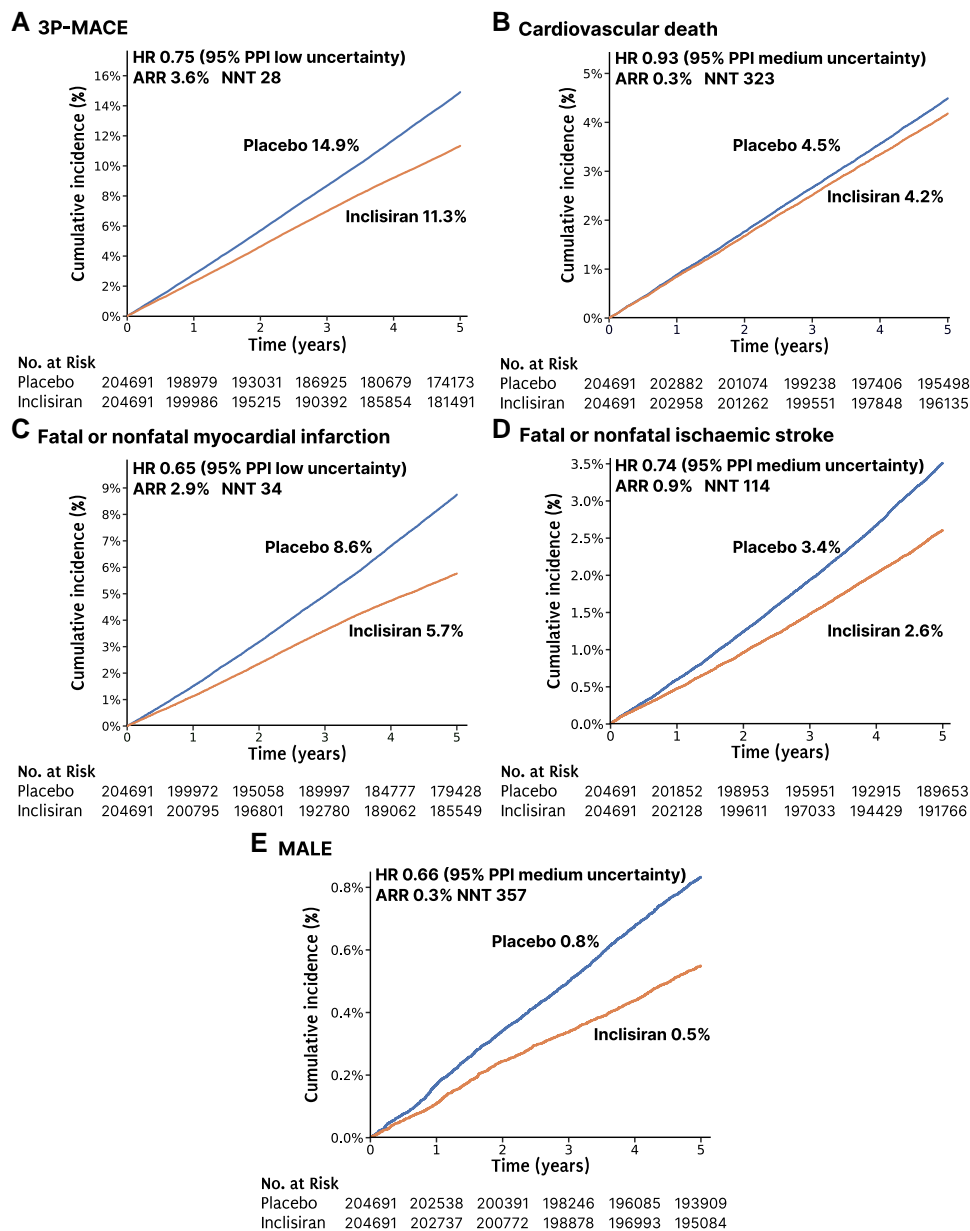 A 3P-MACE
HR 0.75 (95% PPI low uncertainty)
ARR 3.6% NNT 28
Cumulative incidence (%)
16%
14%
12%
10%
8%
6%
4%
2%
0%
Placebo 14.9%
Inclisiran 11.3%
0 1 2 3 4 5
Time (years)
No. at Risk
Placebo 204691 198979 193031 186925 180679 174173
Inclisiran 204691 199986 195215 190392 185854 181491
B Cardiovascular death
HR 0.93 (95% PPI medium uncertainty)
ARR 0.3% NNT 323
Cumulative incidence (%)
5%
4%
3%
2%
1%
0%
Placebo 4.5%
Inclisiran 4.2%
0 1 2 3 4 5
Time (years)
No. at Risk
Placebo 204691 202882 201074 199238 197406 195498
Inclisiran 204691 202958 201262 199551 197848 196135
C Fatal or nonfatal myocardial infarction
HR 0.65 (95% PPI low uncertainty)
ARR 2.9% NNT 34
Cumulative incidence (%)
9%
8%
7%
6%
5%
4%
3%
2%
1%
0%
Placebo 8.6%
Inclisiran 5.7%
0 1 2 3 4 5
Time (years)
No. at Risk
Placebo 204691 199972 195058 189997 184777 179428
Inclisiran 204691 200795 196801 192780 189062 185549
D Fatal or nonfatal ischaemic stroke
HR 0.74 (95% PPI medium uncertainty)
ARR 0.9% NNT 114
Cumulative incidence (%)
3.5%
3.0%
2.5%
2.0%
1.5%
1.0%
0.5%
0.0%
Placebo 3.4%
Inclisiran 2.6%
0 1 2 3 4 5
Time (years)
No. at Risk
Placebo 204691 201852 198953 195951 192915 189653
Inclisiran 204691 202128 199611 197033 194429 191766
E MALE
HR 0.66 (95% PPI medium uncertainty)
ARR 0.3% NNT 357
Cumulative incidence (%)
0.8%
0.6%
0.4%
0.2%
0.0%
Placebo 0.8%
Inclisiran 0.5%
0 1 2 3 4 5
Time (years)
No. at Risk
Placebo 204691 202538 200391 198246 196085 193909
Inclisiran 204691 202737 200772 198878 196993 195084